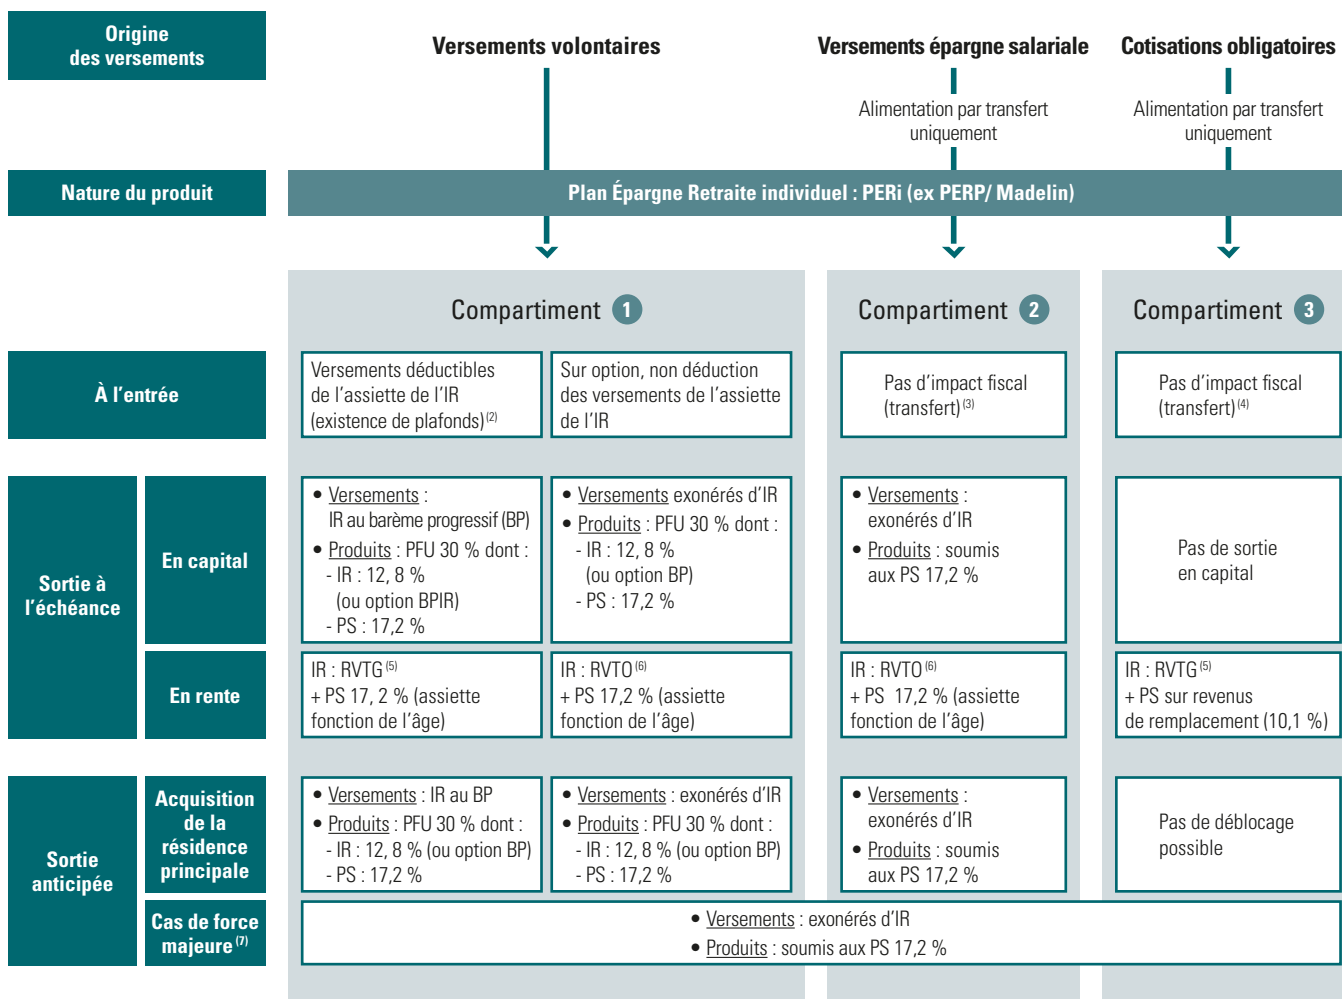 Origine
des versements
Versements volontaires
Versements épargne salariale
Cotisations obligatoires
Alimentation par transfert
uniquement
Alimentation par transfert
uniquement
Nature du produit
Plan Épargne Retraite individuel : PERi (ex PERP/ Madelin)
Compartiment 1
Compartiment 2
Compartiment 3
À l'entrée
Versements déductibles
de l'assiette de l'IR
(existence de plafonds)(2)
Sur option, non déduction
des versements de l'assiette
de l'IR
Pas d'impact fiscal
(transfert)(3)
Pas d'impact fiscal
(transfert)(4)
Sortie à
l'échéance
En capital
• Versements :
IR au barème progressif (BP)
• Produits : PFU 30 % dont :
- IR : 12, 8 %
(ou option BPIR)
- PS : 17,2 %
• Versements exonérés d'IR
• Produits : PFU 30 % dont :
- IR : 12, 8 %
(ou option BP)
- PS : 17,2 %
• Versements :
exonérés d'IR
• Produits : soumis
aux PS 17,2 %
Pas de sortie
en capital
En rente
IR : RVTG(5)
+ PS 17, 2 % (assiette
fonction de l'âge)
IR : RVTO(6)
+ PS 17,2 % (assiette
fonction de l'âge)
IR : RVTO(6)
+ PS 17,2 % (assiette
fonction de l'âge)
IR : RVTG(5)
+ PS sur revenus
de remplacement (10,1 %)
Sortie
anticipée
Acquisition
de la
résidence
principale
• Versements : IR au BP
• Produits : PFU 30 % dont :
- IR : 12, 8 % (ou option BP)
- PS : 17,2 %
• Versements : exonérés d'IR
• Produits : PFU 30 % dont :
- IR : 12, 8 % (ou option BP)
- PS : 17,2 %
• Versements :
exonérés d'IR
• Produits : soumis
aux PS 17,2 %
Pas de déblocage
possible
Cas de force
majeure (7)
• Versements : exonérés d'IR
• Produits : soumis aux PS 17,2 %